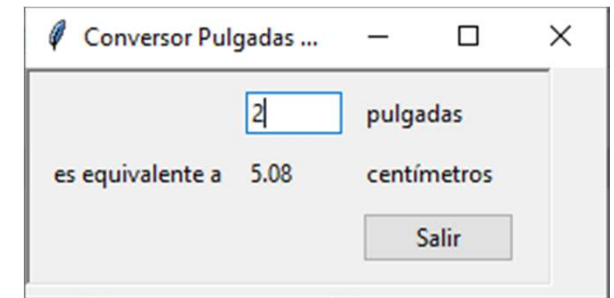 Conversor Pulgadas ...
2 pulgadas
es equivalente a 5.08 centímetros
Salir